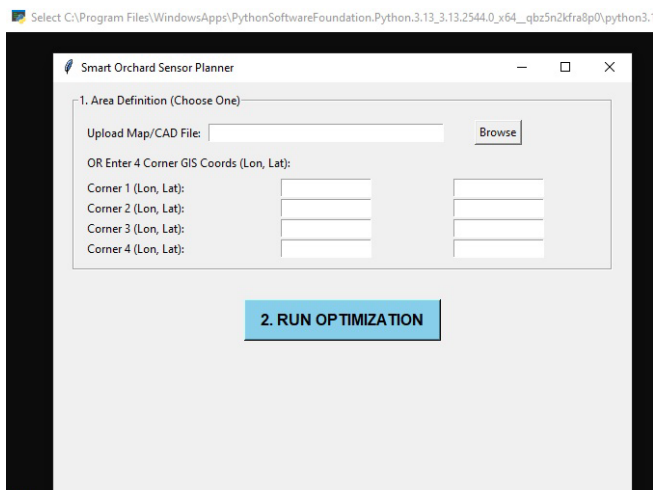 Select C:\Program Files\WindowsApps\PythonSoftwareFoundation.Python.3.13_3.13.2544.0_x64__qbz5n2kfra8p0\python3.
Smart Orchard Sensor Planner
1. Area Definition (Choose One)
Upload Map/CAD File:
Browse
OR Enter 4 Corner GIS Coords (Lon, Lat):
Corner 1 (Lon, Lat):
Corner 2 (Lon, Lat):
Corner 3 (Lon, Lat):
Corner 4 (Lon, Lat):
2. RUN OPTIMIZATION